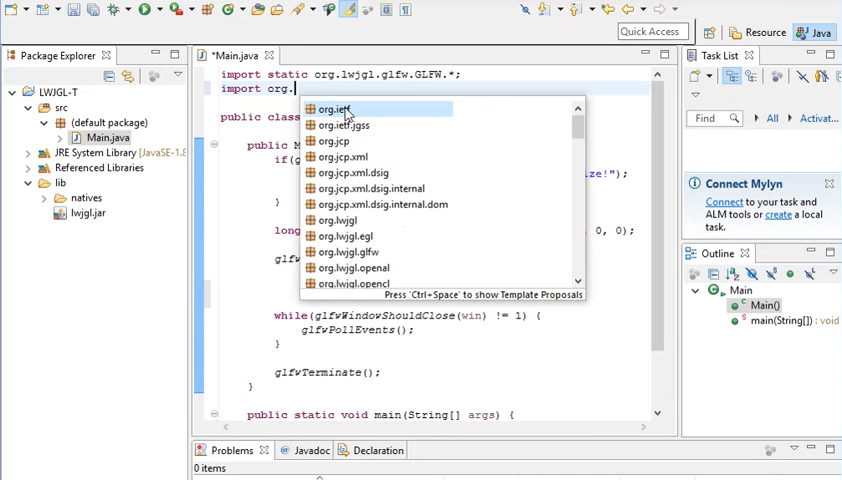 Quick Access
Resource
Java
Package Explorer
LWJGL-T
src
(default package)
Main.java
JRE System Library [JavaSE-1.8
Referenced Libraries
lib
natives
lwjgl.jar
*Main.java
import static org.lwjgl.glfw.GLFW.*;
import org.
public class
public M
if(g
ize!");
}
long
, 0, 0);
glfw
while(glfwWindowShouldClose(win) != 1) {
glfwPollEvents();
}
glfwTerminate();
}
public static void main(String[] args) {
org.ietf
org.ietf.jgss
org.jcp
org.jcp.xml
org.jcp.xml.dsig
org.jcp.xml.dsig.internal
org.jcp.xml.dsig.internal.dom
org.lwjgl
org.lwjgl.egl
org.lwjgl.glfw
org.lwjgl.openal
org.lwjgl.opencl
Press 'Ctrl+Space' to show Template Proposals
Task List
Find
All
Activat...
Connect Mylyn
Connect to your task and
ALM tools or create a local
task.
Outline
Main
Main()
main(String[]) : void
Problems
Javadoc
Declaration
0 items